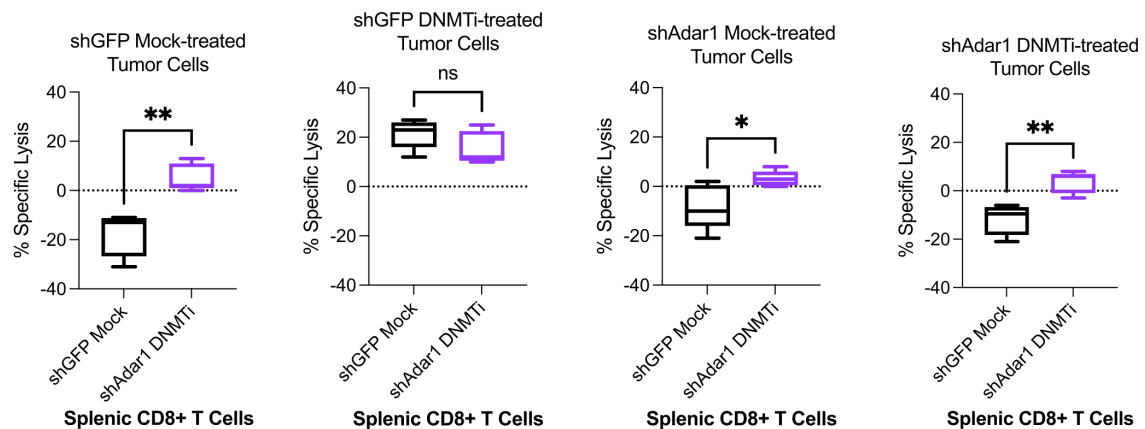 shGFP Mock-treated
Tumor Cells
% Specific Lysis
40
20
0
-20
-40
**
shGFP Mock
shAdar1 DNMTi
Splenic CD8+ T Cells
shGFP DNMTi-treated
Tumor Cells
% Specific Lysis
40
20
0
-20
-40
ns
shGFP Mock
shAdar1 DNMTi
Splenic CD8+ T Cells
shAdar1 Mock-treated
Tumor Cells
% Specific Lysis
40
20
0
-20
-40
*
shGFP Mock
shAdar1 DNMTi
Splenic CD8+ T Cells
shAdar1 DNMTi-treated
Tumor Cells
% Specific Lysis
40
20
0
-20
-40
**
shGFP Mock
shAdar1 DNMTi
Splenic CD8+ T Cells